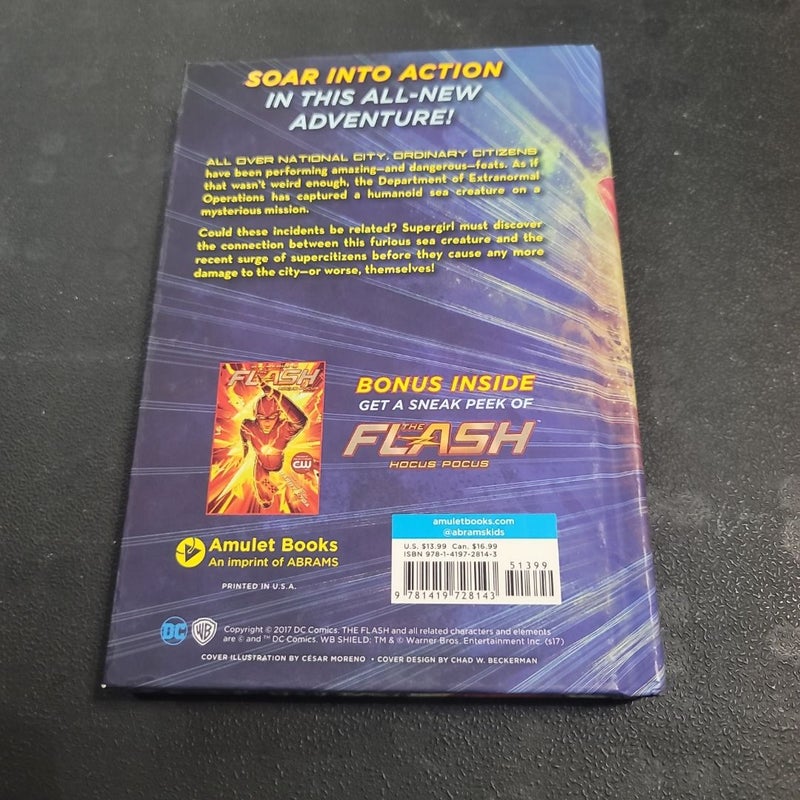 SOAR INTO ACTION
IN THIS ALL-NEW
ADVENTURE!
ALL OVER NATIONAL CITY, ORDINARY CITIZENS
have been performing amazing—and dangerous—feats. As if
that wasn't weird enough, the Department of Extranormal
Operations has captured a humanoid sea creature on a
mysterious mission.
Could these incidents be related? Supergirl must discover
the connection between this furious sea creature and the
recent surge of supercitizens before they cause any more
damage to the city—or worse, themselves!
THE
FLASH
CW
BONUS INSIDE
GET A SNEAK PEEK OF
THE
FLASH™
HOCUS POCUS
Amulet Books
An imprint of ABRAMS
PRINTED IN U.S.A.
amuletbooks.com
@abramskids
U.S. $13.99 Can. $16.99
ISBN 978-1-4197-2814-3
51399
9 781419 728143
DC WB Copyright © 2017 DC Comics. THE FLASH and all related characters and elements
are © and ™ DC Comics. WB SHIELD: TM & © Warner Bros. Entertainment Inc. (s17)
COVER ILLUSTRATION BY CÉSAR MORENO • COVER DESIGN BY CHAD W. BECKERMAN